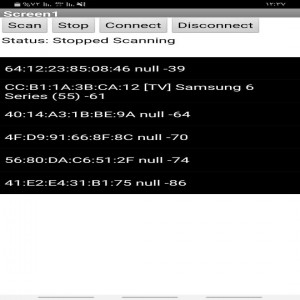 %٧٣
١٢:٣٧
Screen1
Scan Stop Connect Disconnect
Status: Stopped Scanning
64:12:23:85:08:46 null -39
CC:B1:1A:3B:CA:12 [TV] Samsung 6
Series (55) -61
40:14:A3:1B:BE:9A null -64
4F:D9:91:66:8F:8C null -70
56:80:DA:C6:51:2F null -74
41:E2:E4:31:B1:75 null -86